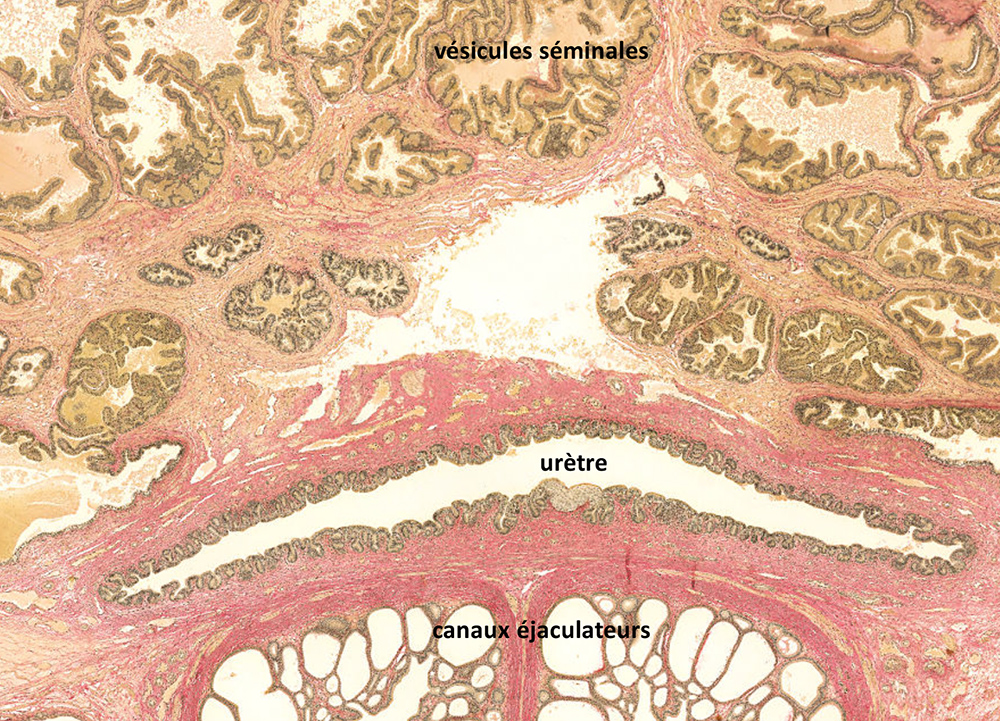 vésicules séminales
urètre
canaux éjaculateurs